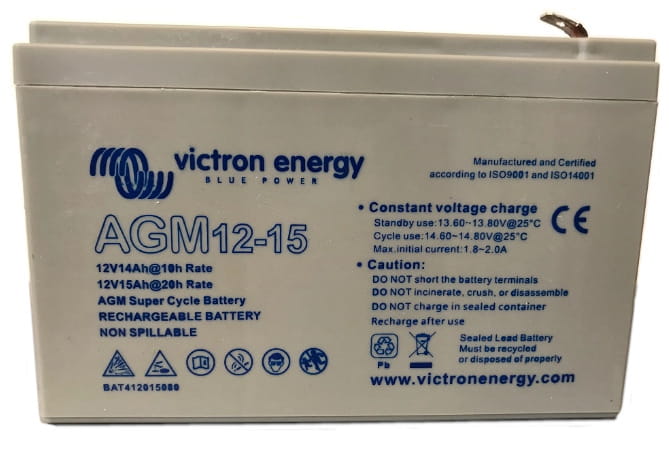 victron energy
BLUE POWER
AGM12-15
12V14Ah@10h Rate
12V15Ah@20h Rate
AGM Super Cycle Battery
RECHARGEABLE BATTERY
NON SPILLABLE
BAT412015080
Manufactured and Certified
according to ISO9001 and ISO14001
• Constant voltage charge
Standby use:13.60~13.80V@25°C
Cycle use:14.60~14.80V@25°C
Max.initial current:1.8~2.0A
CE
• Caution:
DO NOT short the battery terminals
DO NOT incinerate, crush, or disassemble
DO NOT charge in sealed container
Recharge after use
Pb
Sealed Lead Battery
Must be recycled
or disposed of properly
www.victronenergy.com